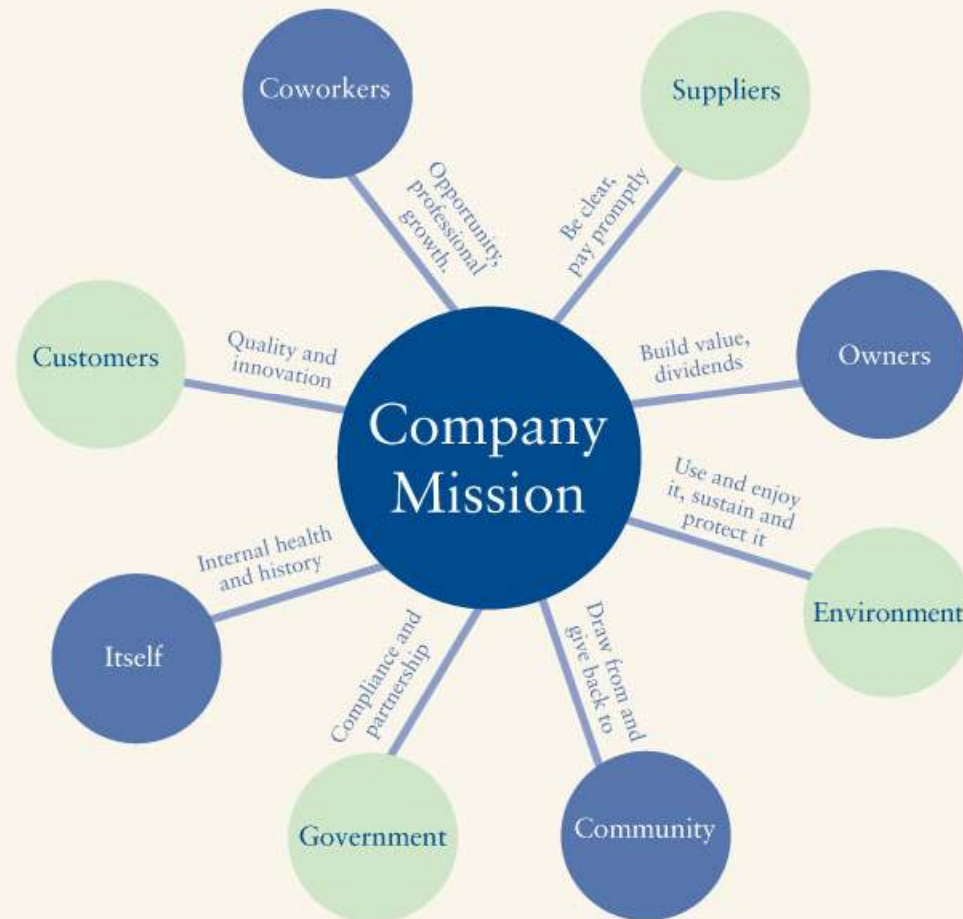 Coworkers
Suppliers
Opportunity,
professional
growth.
Be clear,
pay promptly
Customers
Quality and
innovation
Build value,
dividends
Owners
Company
Mission
Use and enjoy
it, sustain and
protect it
Environment
Internal health
and history
Itself
Compliance and
partnership
Draw from and
give back to
Government
Community